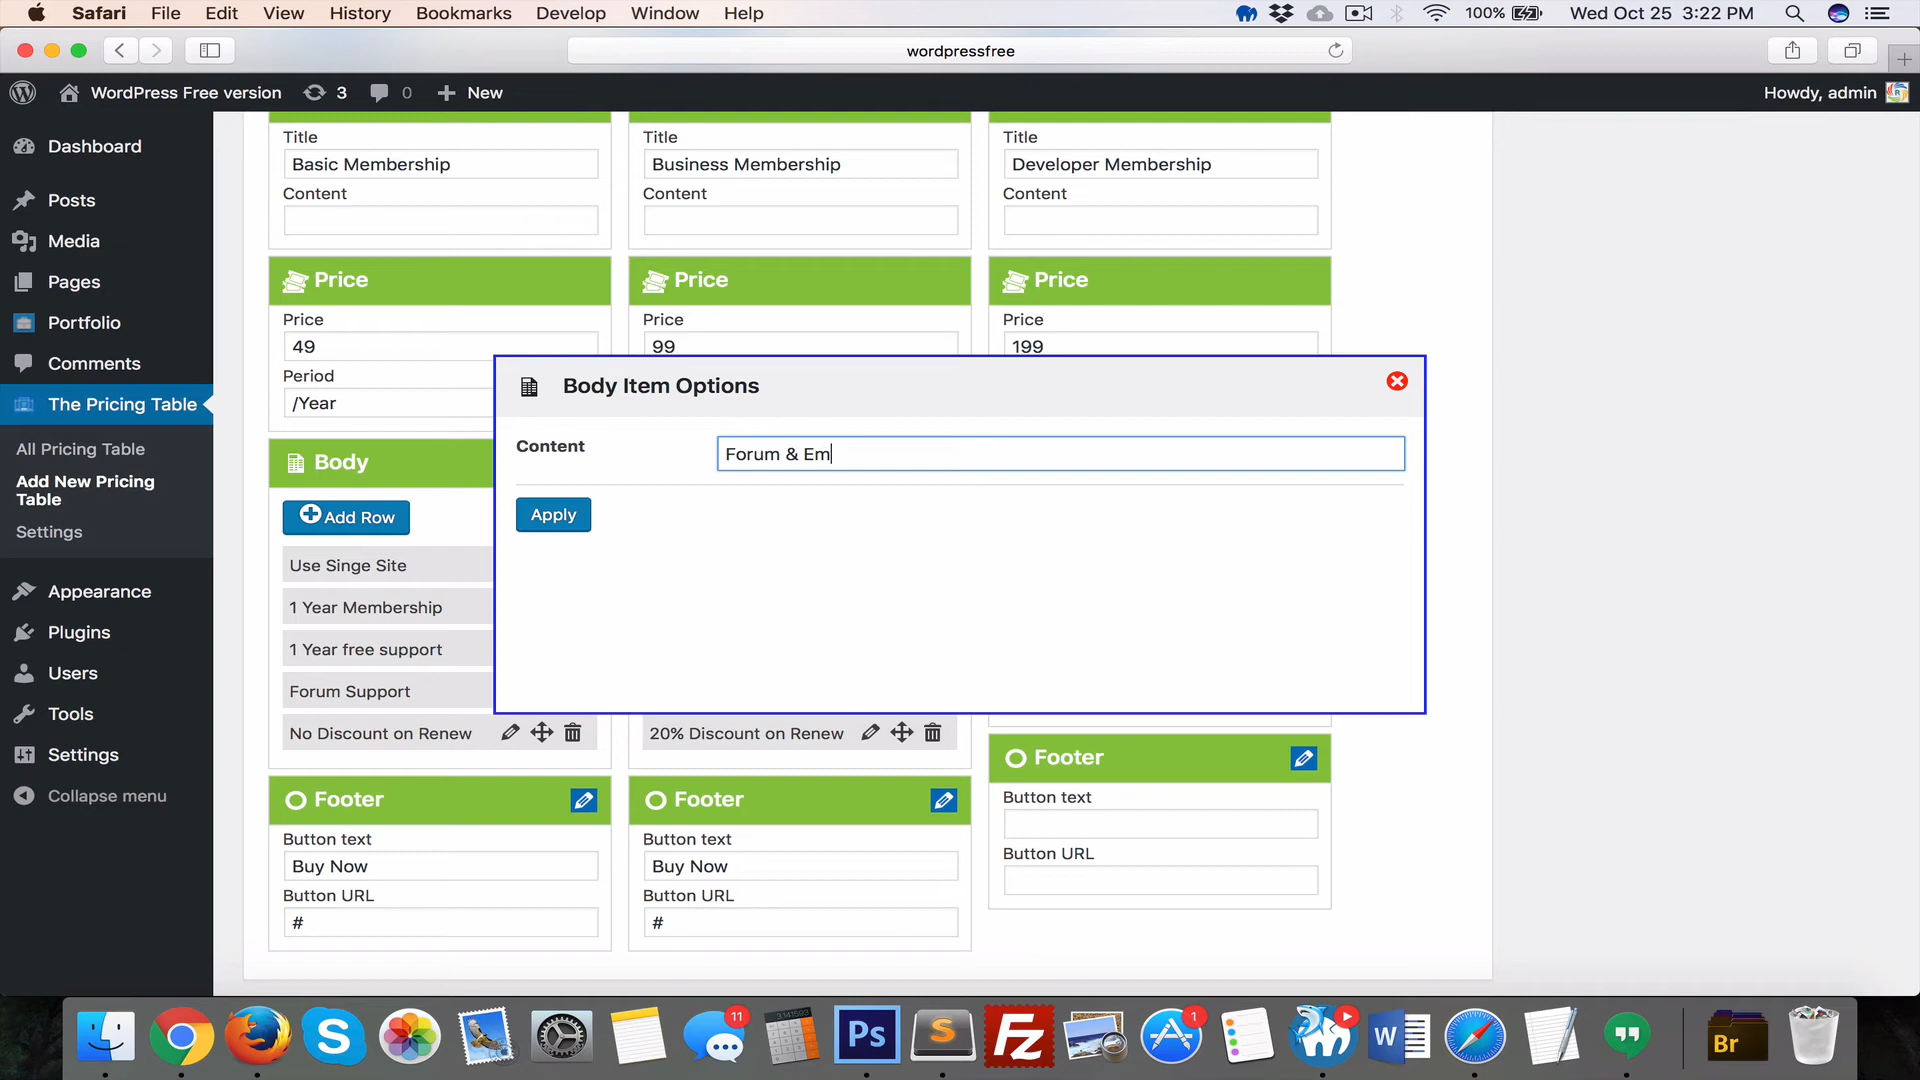 Safari File Edit View History Bookmarks Develop Window Help 100% Wed Oct 25 3:22 PM
wordpressfree
WordPress Free version 3 0 New Howdy, admin
Dashboard
Posts
Media
Pages
Portfolio
Comments
The Pricing Table
All Pricing Table
Add New Pricing
Table
Settings
Appearance
Plugins
Users
Tools
Settings
Collapse menu
Title Title Title
Basic Membership Business Membership Developer Membership
Content Content Content
Price Price Price
Price Price Price
49 99 199
Period
/Year
Body Item Options
Content Forum & Em
Apply
Body
Add Row
Use Singe Site
1 Year Membership
1 Year free support
Forum Support
No Discount on Renew 20% Discount on Renew
Footer
Button text
Button URL
Footer Footer
Button text Button text
Buy Now Buy Now
Button URL Button URL
# #
11
3.141593
Ps
S
FZ
1
W
Br